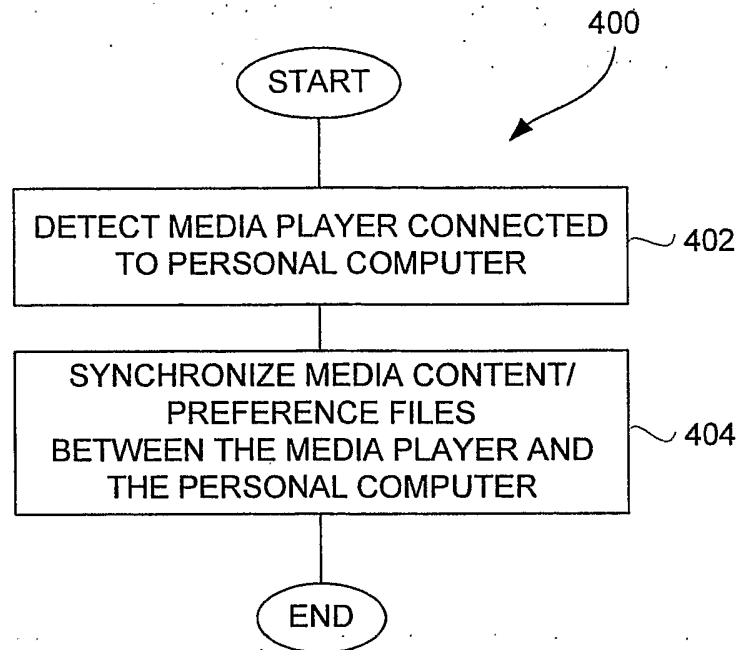 400
START
DETECT MEDIA PLAYER CONNECTED
TO PERSONAL COMPUTER
402
SYNCHRONIZE MEDIA CONTENT/
PREFERENCE FILES
BETWEEN THE MEDIA PLAYER AND
THE PERSONAL COMPUTER
404
END